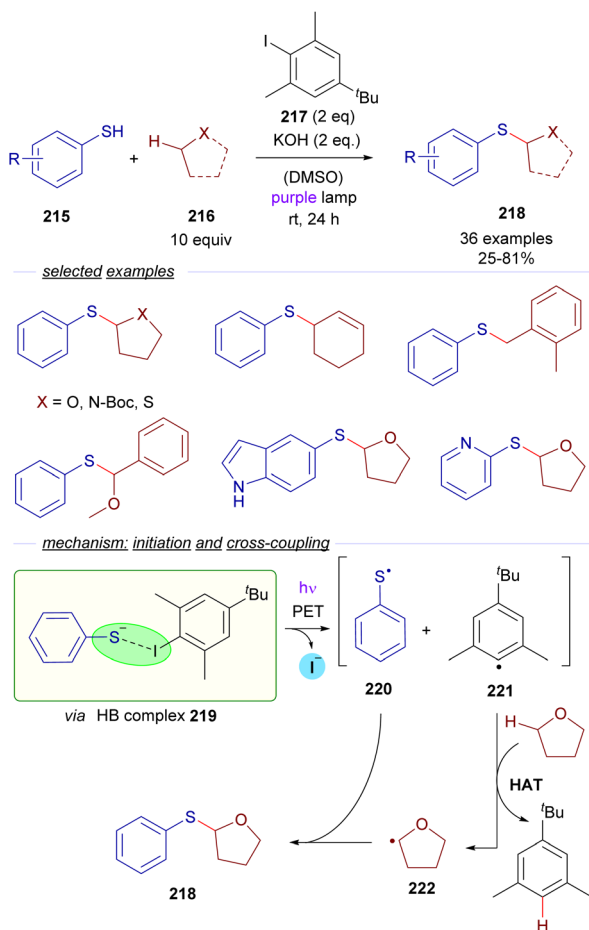 I
tBu
217 (2 eq)
KOH (2 eq.)
(DMSO)
purple lamp
rt, 24 h
R
SH
215
+
H
X
216
10 equiv
R
S
X
218
36 examples
25-81%
selected examples
S
X
S
S
X = O, N-Boc, S
S
O
N
H
S
O
N
S
O
mechanism: initiation and cross-coupling
S−
I
tBu
via HB complex 219
hν
PET
I−
S•
220
+
tBu
•
221
H
O
HAT
tBu
H
S
O
218
•
O
222